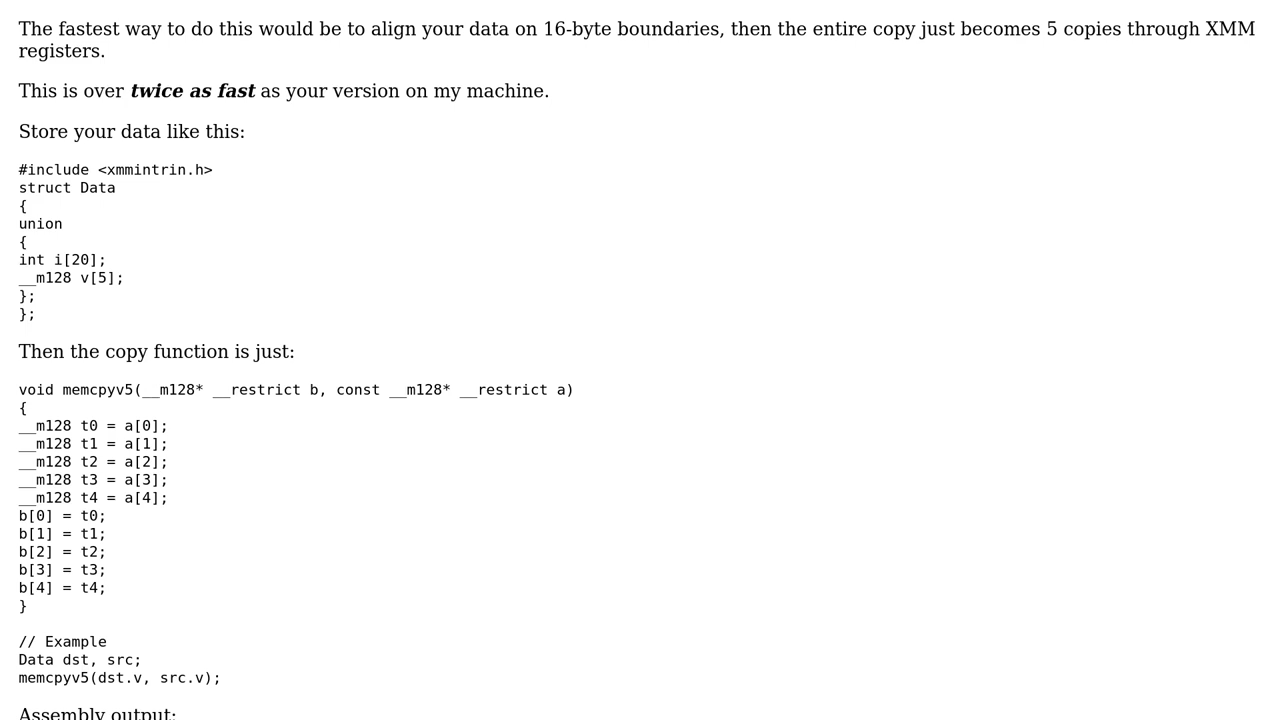 The fastest way to do this would be to align your data on 16-byte boundaries, then the entire copy just becomes 5 copies through XMM
registers.
This is over twice as fast as your version on my machine.
Store your data like this:
#include <xmmintrin.h>
struct Data
{
union
{
int i[20];
__m128 v[5];
};
};
Then the copy function is just:
void memcpyv5(__m128* __restrict b, const __m128* __restrict a)
{
__m128 t0 = a[0];
__m128 t1 = a[1];
__m128 t2 = a[2];
__m128 t3 = a[3];
__m128 t4 = a[4];
b[0] = t0;
b[1] = t1;
b[2] = t2;
b[3] = t3;
b[4] = t4;
}
// Example
Data dst, src;
memcpyv5(dst.v, src.v);
Assembly output: